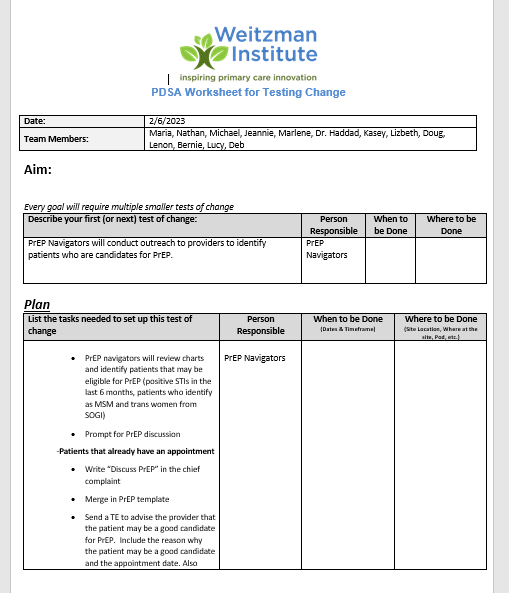 Weitzman
Institute
inspiring primary care innovation
PDSA Worksheet for Testing Change
Date: 2/6/2023
Team Members: Maria, Nathan, Michael, Jeannie, Marlene, Dr. Haddad, Kasey, Lizbeth, Doug,
Lenon, Bernie, Lucy, Deb
Aim:
Every goal will require multiple smaller tests of change
Describe your first (or next) test of change: Person Responsible When to be Done Where to be Done
PrEP Navigators will conduct outreach to providers to identify
patients who are candidates for PrEP.
PrEP
Navigators
Plan
List the tasks needed to set up this test of
change
Person
Responsible
When to be Done
(Dates & Timeframe)
Where to be Done
(Site Location, Where at the
site, Pod, etc.)
• PrEP navigators will review charts
and identify patients that may be
eligible for PrEP (positive STIs in the
last 6 months, patients who identify
as MSM and trans women from
SOGI)
PrEP Navigators
• Prompt for PrEP discussion
-Patients that already have an appointment
• Write “Discuss PrEP” in the chief
complaint
• Merge in PrEP template
• Send a TE to advise the provider that
the patient may be a good candidate
for PrEP. Include the reason why
the patient may be a good candidate
and the appointment date. Also